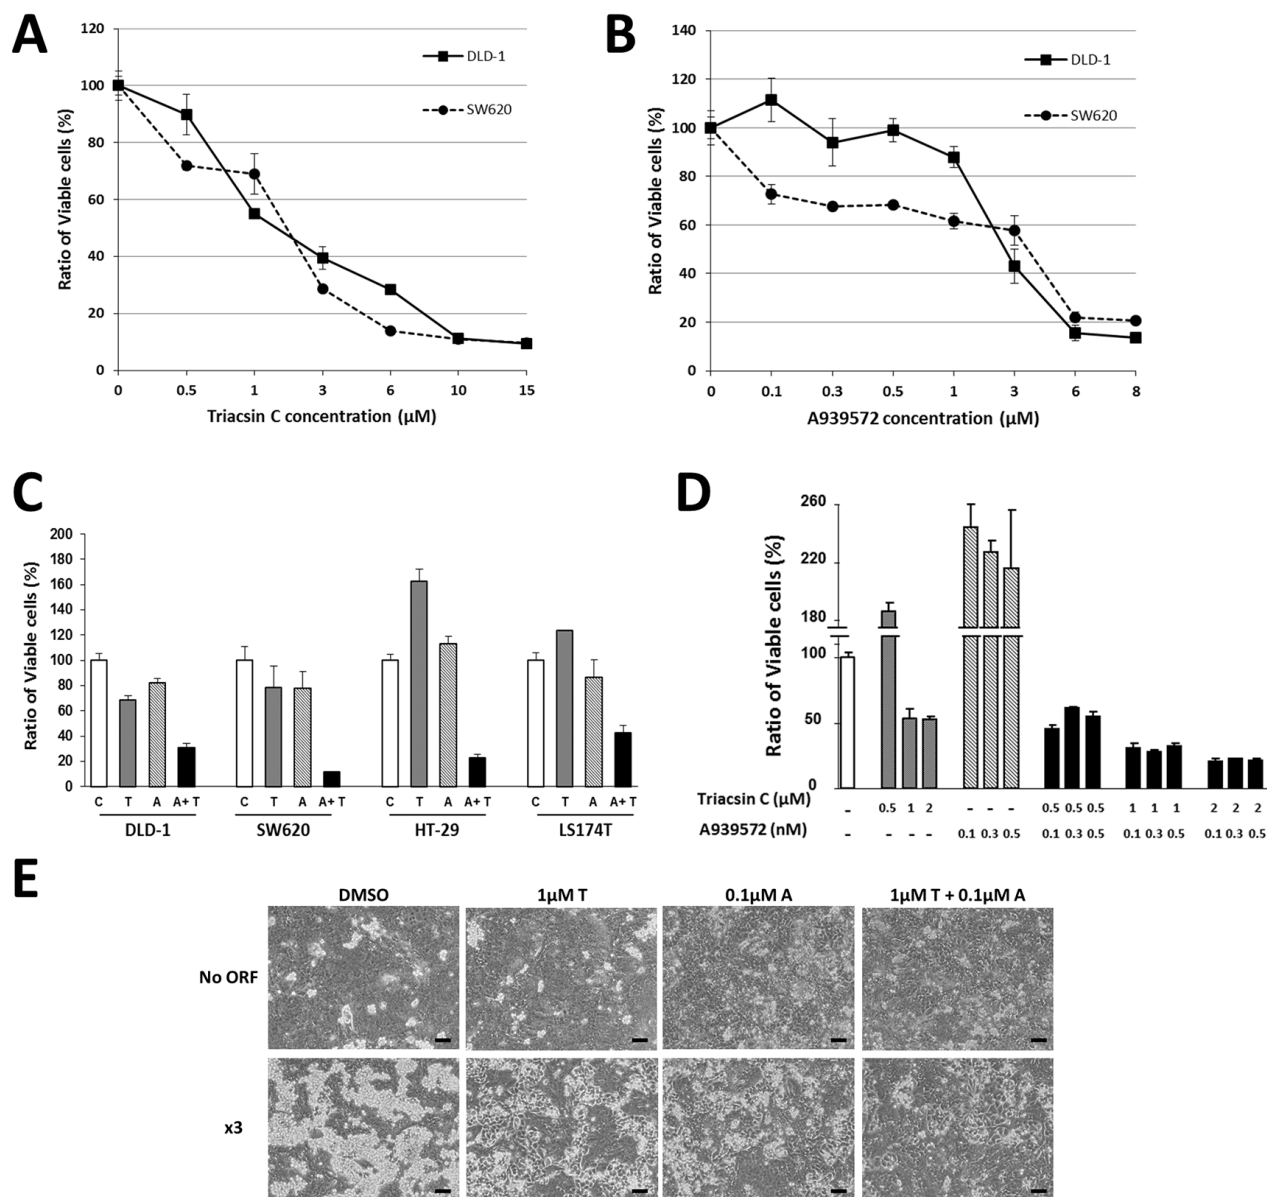 A
Ratio of Viable cells (%)
120
100
80
60
40
20
0
DLD-1
SW620
0 0.5 1 3 6 10 15
Triacsin C concentration (µM)
B
Ratio of Viable cells (%)
140
120
100
80
60
40
20
0
DLD-1
SW620
0 0.1 0.3 0.5 1 3 6 8
A939572 concentration (µM)
C
Ratio of Viable cells (%)
200
180
160
140
120
100
80
60
40
20
0
C T A A+ T C T A A+ T C T A A+ T C T A A+ T
DLD-1 SW620 HT-29 LS174T
D
Ratio of Viable cells (%)
260
220
180
100
50
0
Triacsin C (µM) - 0.5 1 2 - - - 0.5 0.5 0.5 1 1 1 2 2 2
A939572 (nM) - - - 0.1 0.3 0.5 0.1 0.3 0.5 0.1 0.3 0.5 0.1 0.3 0.5
E
DMSO 1µM T 0.1µM A 1µM T + 0.1µM A
No ORF
x3